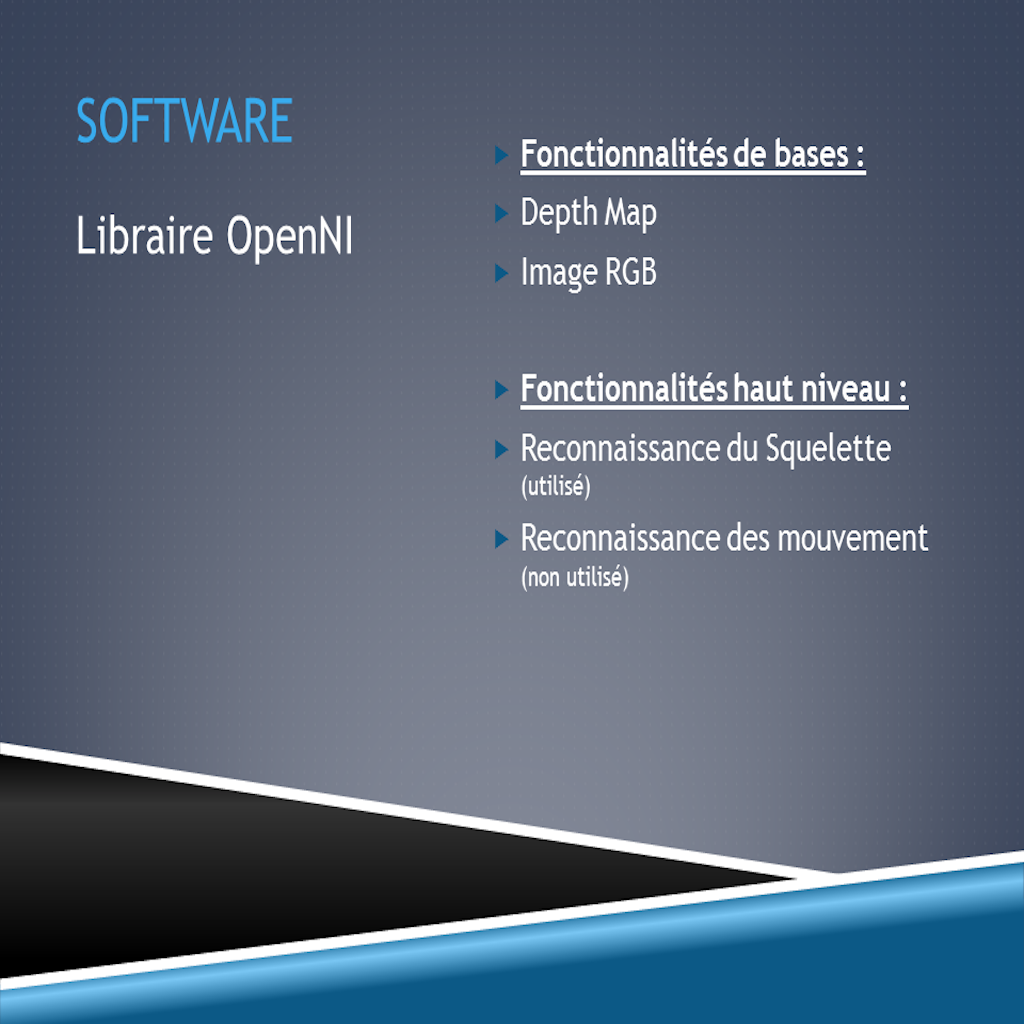 SOFTWARE
Libraire OpenNI
Fonctionnalités de bases :
Depth Map
Image RGB
Fonctionnalités haut niveau :
Reconnaissance du Squelette
(utilisé)
Reconnaissance des mouvement
(non utilisé)